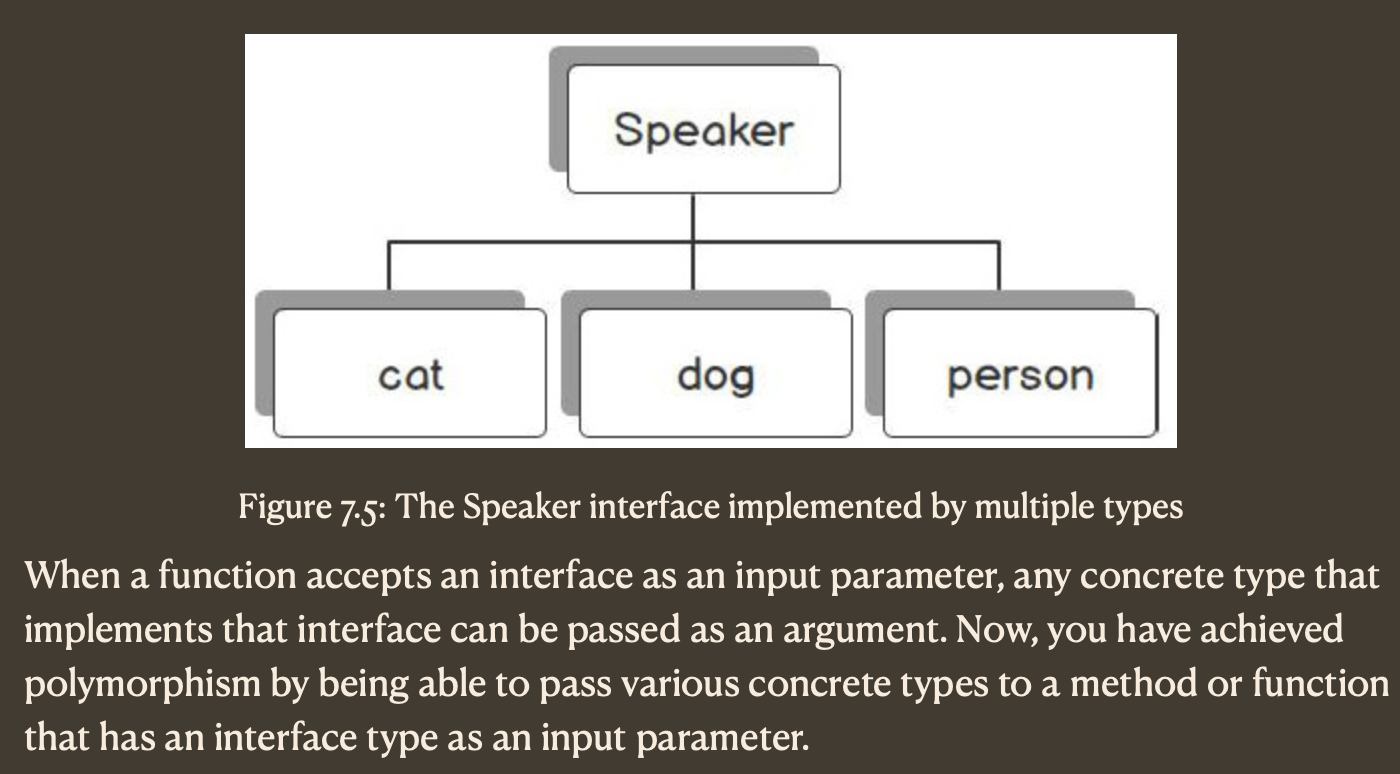 Speaker
cat
dog
person
Figure 7.5: The Speaker interface implemented by multiple types
When a function accepts an interface as an input parameter, any concrete type that
implements that interface can be passed as an argument. Now, you have achieved
polymorphism by being able to pass various concrete types to a method or function
that has an interface type as an input parameter.